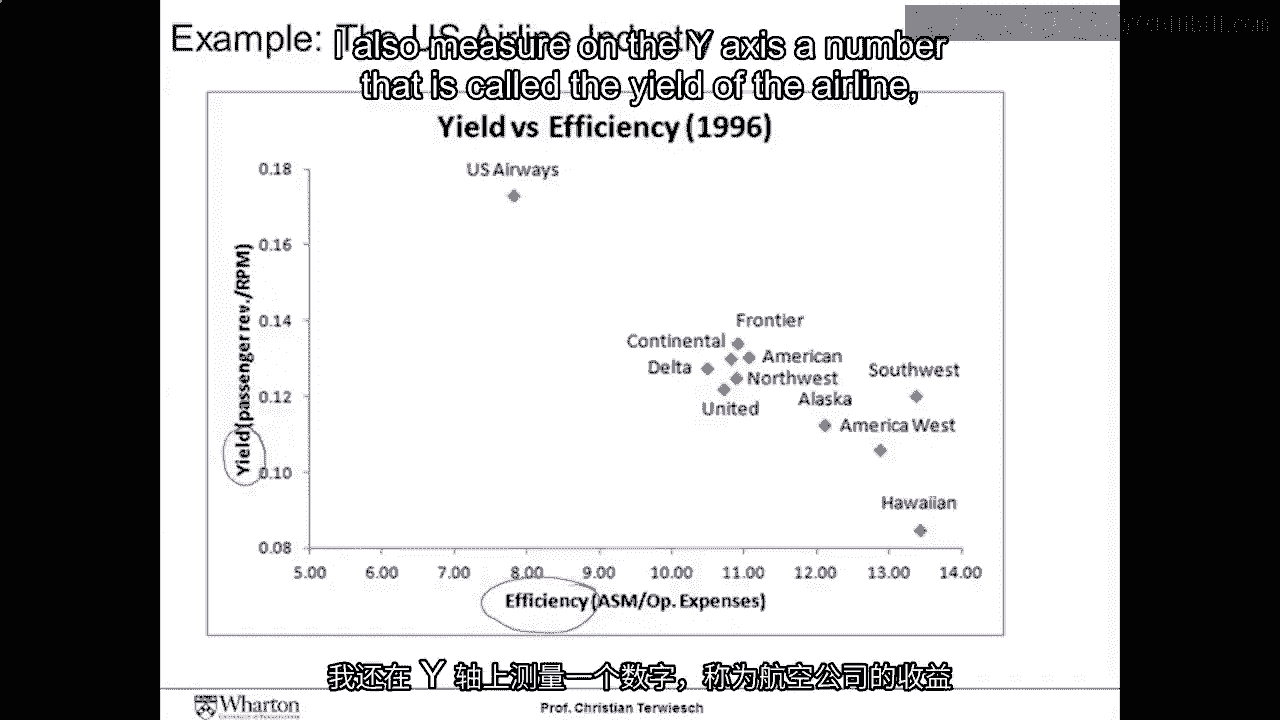 Example: The US Airline Industry
I also measure on the Y axis a number
that is called the yield of the airline,
Yield vs Efficiency (1996)
0.18
0.16
0.14
0.12
0.10
0.08
Yield(passenger rev./RPM)
US Airways
Frontier
Continental
American
Delta
Northwest
Southwest
United
Alaska
America West
Hawaiian
5.00 6.00 7.00 8.00 9.00 10.00 11.00 12.00 13.00 14.00
Efficiency(ASM/Op. Expenses)
我还在 Y 轴上测量一个数字，称为航空公司的收益
Wharton
Prof. Christian Terwiesch